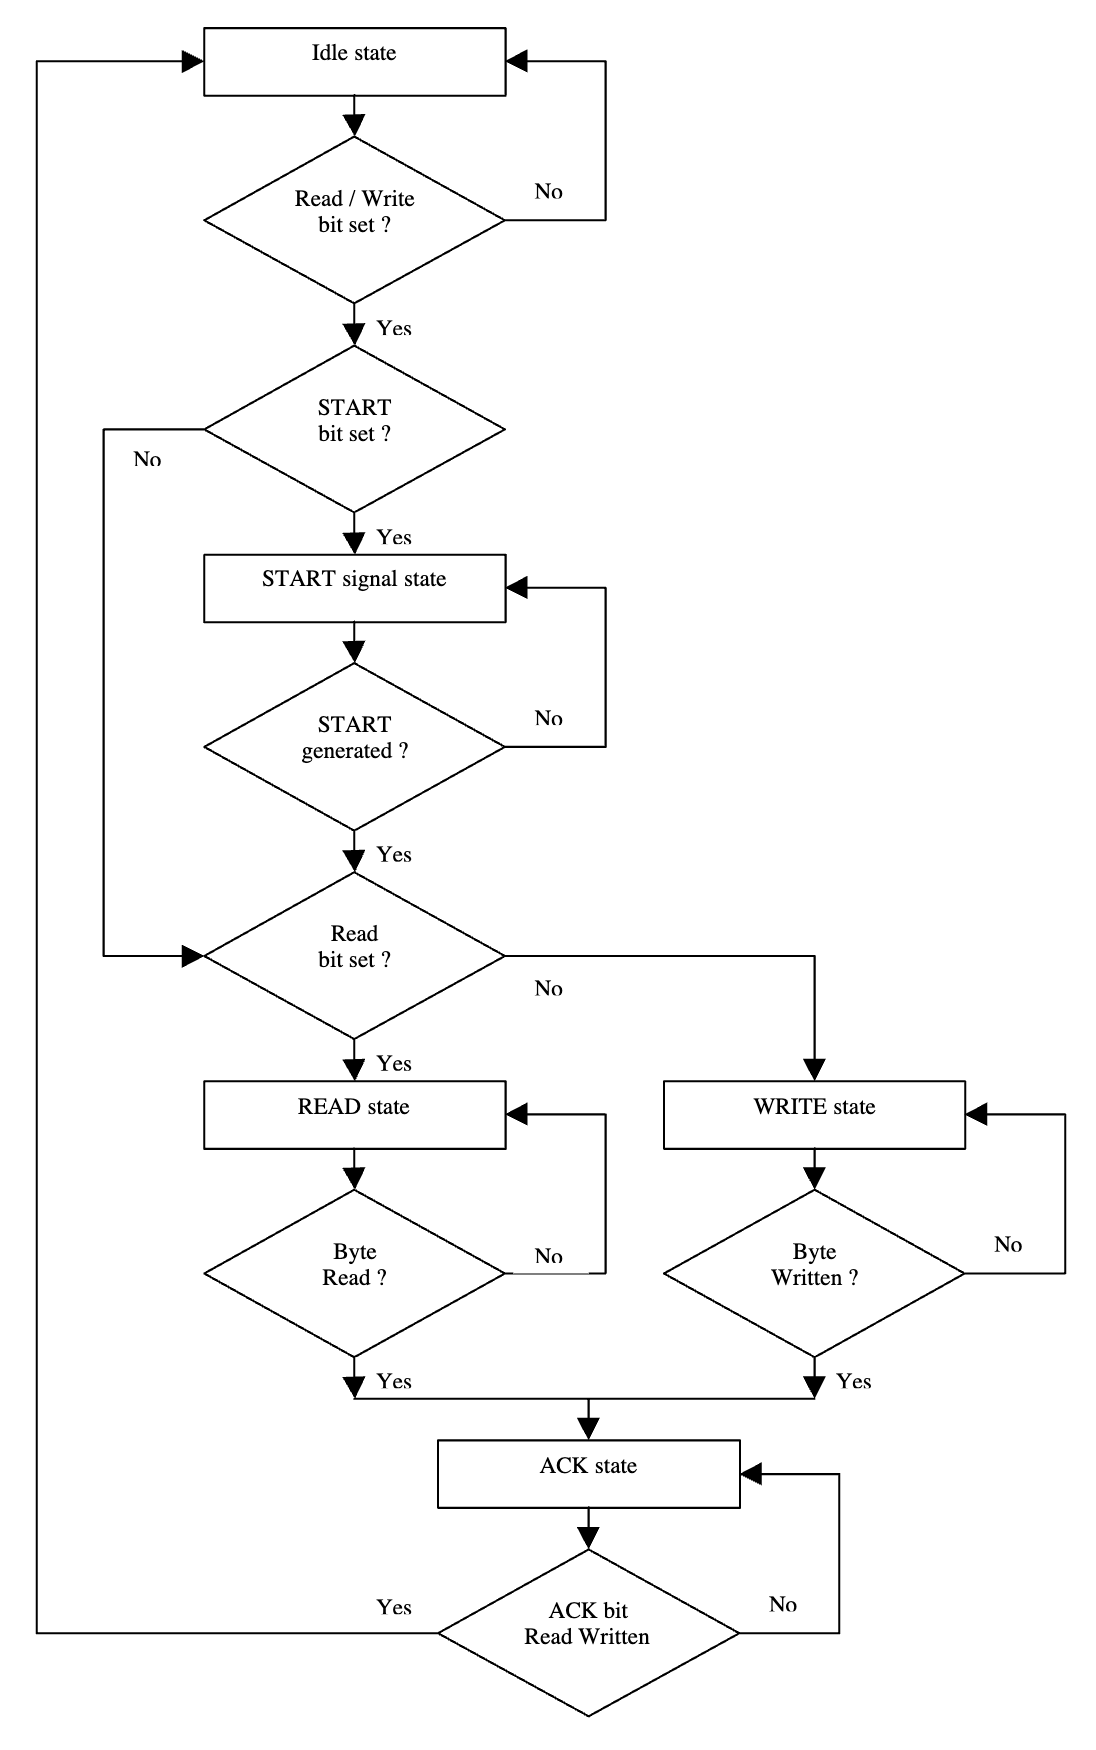 Idle state
Read / Write
bit set ?
No
Yes
START
bit set ?
No
Yes
START signal state
START
generated ?
No
Yes
Read
bit set ?
No
Yes
READ state
WRITE state
Byte
Read ?
No
Byte
Written ?
No
Yes
Yes
ACK state
ACK bit
Read Written
Yes
No